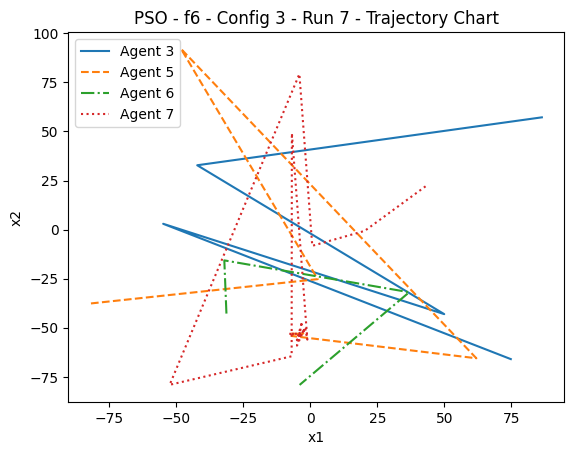 PSO - f6 - Config 3 - Run 7 - Trajectory Chart
Agent 3
Agent 5
Agent 6
Agent 7
100
75
50
25
0
−25
−50
−75
x2
−75
−50
−25
0
25
50
75
x1